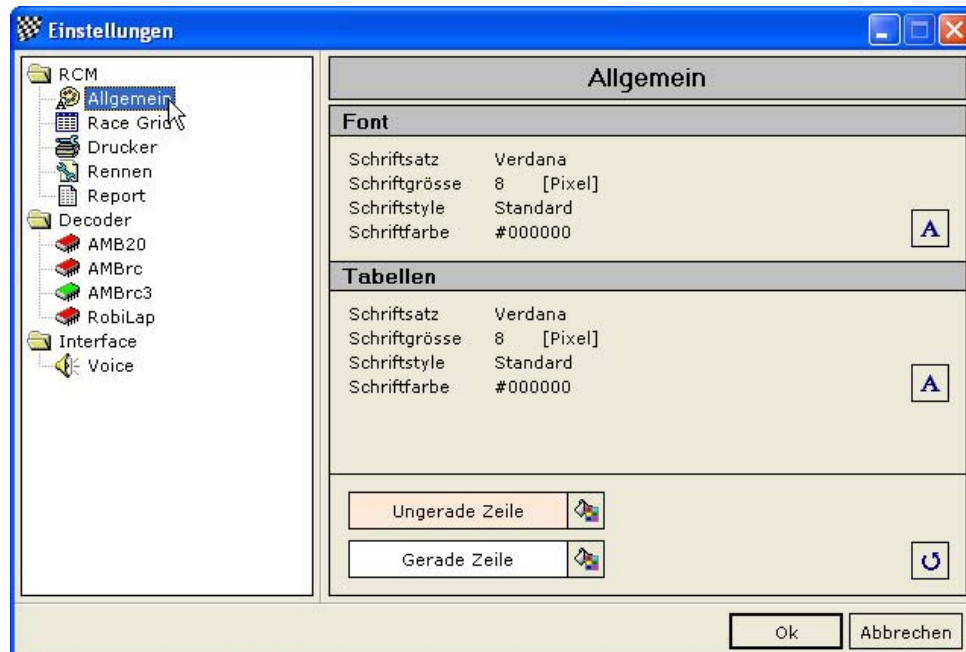 Einstellungen
RCM
Allgemein
Race Grid
Drucker
Rennen
Report
Decoder
AMB20
AMBrc
AMBrc3
RobiLap
Interface
Voice
Allgemein
Font
Schriftsatz Verdana
Schriftgrösse 8 [Pixel]
Schriftstyle Standard
Schriftfarbe #000000
A
Tabellen
Schriftsatz Verdana
Schriftgrösse 8 [Pixel]
Schriftstyle Standard
Schriftfarbe #000000
A
Ungerade Zeile
Gerade Zeile
Ok Abbrechen